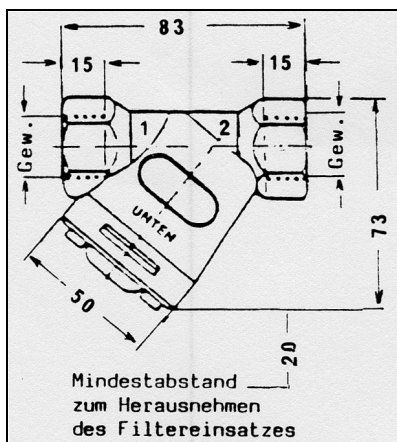 83
15
15
Gew.
1
2
Gew.
UNTEN
73
50
20
Mindestabstand
zum Herausnehmen
des Filtereinsatzes